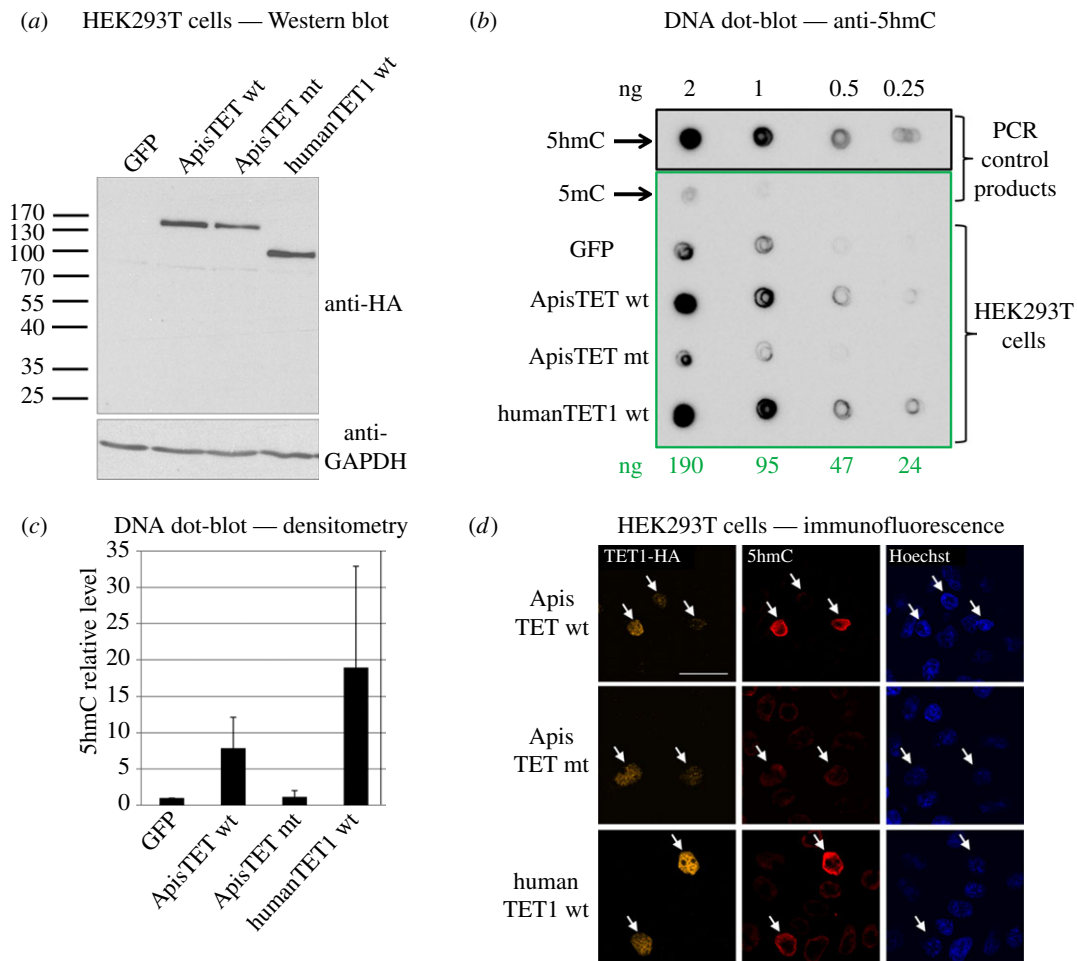 (a) HEK293T cells — Western blot
GFP
ApisTET wt
ApisTET mt
humanTET1 wt
170
130
100
70
55
40
35
25
anti-HA
anti-
GAPDH
(b) DNA dot-blot — anti-5hmC
ng 2 1 0.5 0.25
5hmC
5mC
PCR
control
products
GFP
ApisTET wt
ApisTET mt
humanTET1 wt
HEK293T
cells
ng 190 95 47 24
(c) DNA dot-blot — densitometry
5hmC relative level
35
30
25
20
15
10
5
0
GFP
ApisTET wt
ApisTET mt
humanTET1 wt
(d) HEK293T cells — immunofluorescence
TET1-HA 5hmC Hoechst
Apis
TET wt
Apis
TET mt
human
TET1 wt